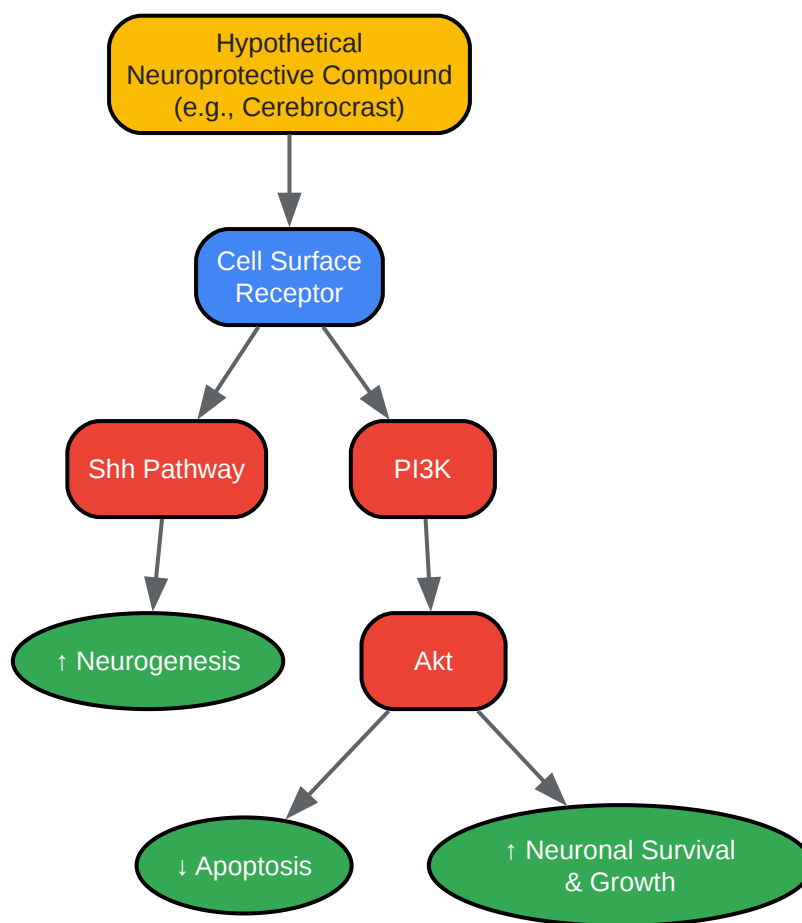 Hypothetical
Neuroprotective Compound
(e.g., Cerebrocrast)
Cell Surface
Receptor
Shh Pathway
PI3K
↑ Neurogenesis
Akt
↓ Apoptosis
↑ Neuronal Survival
& Growth